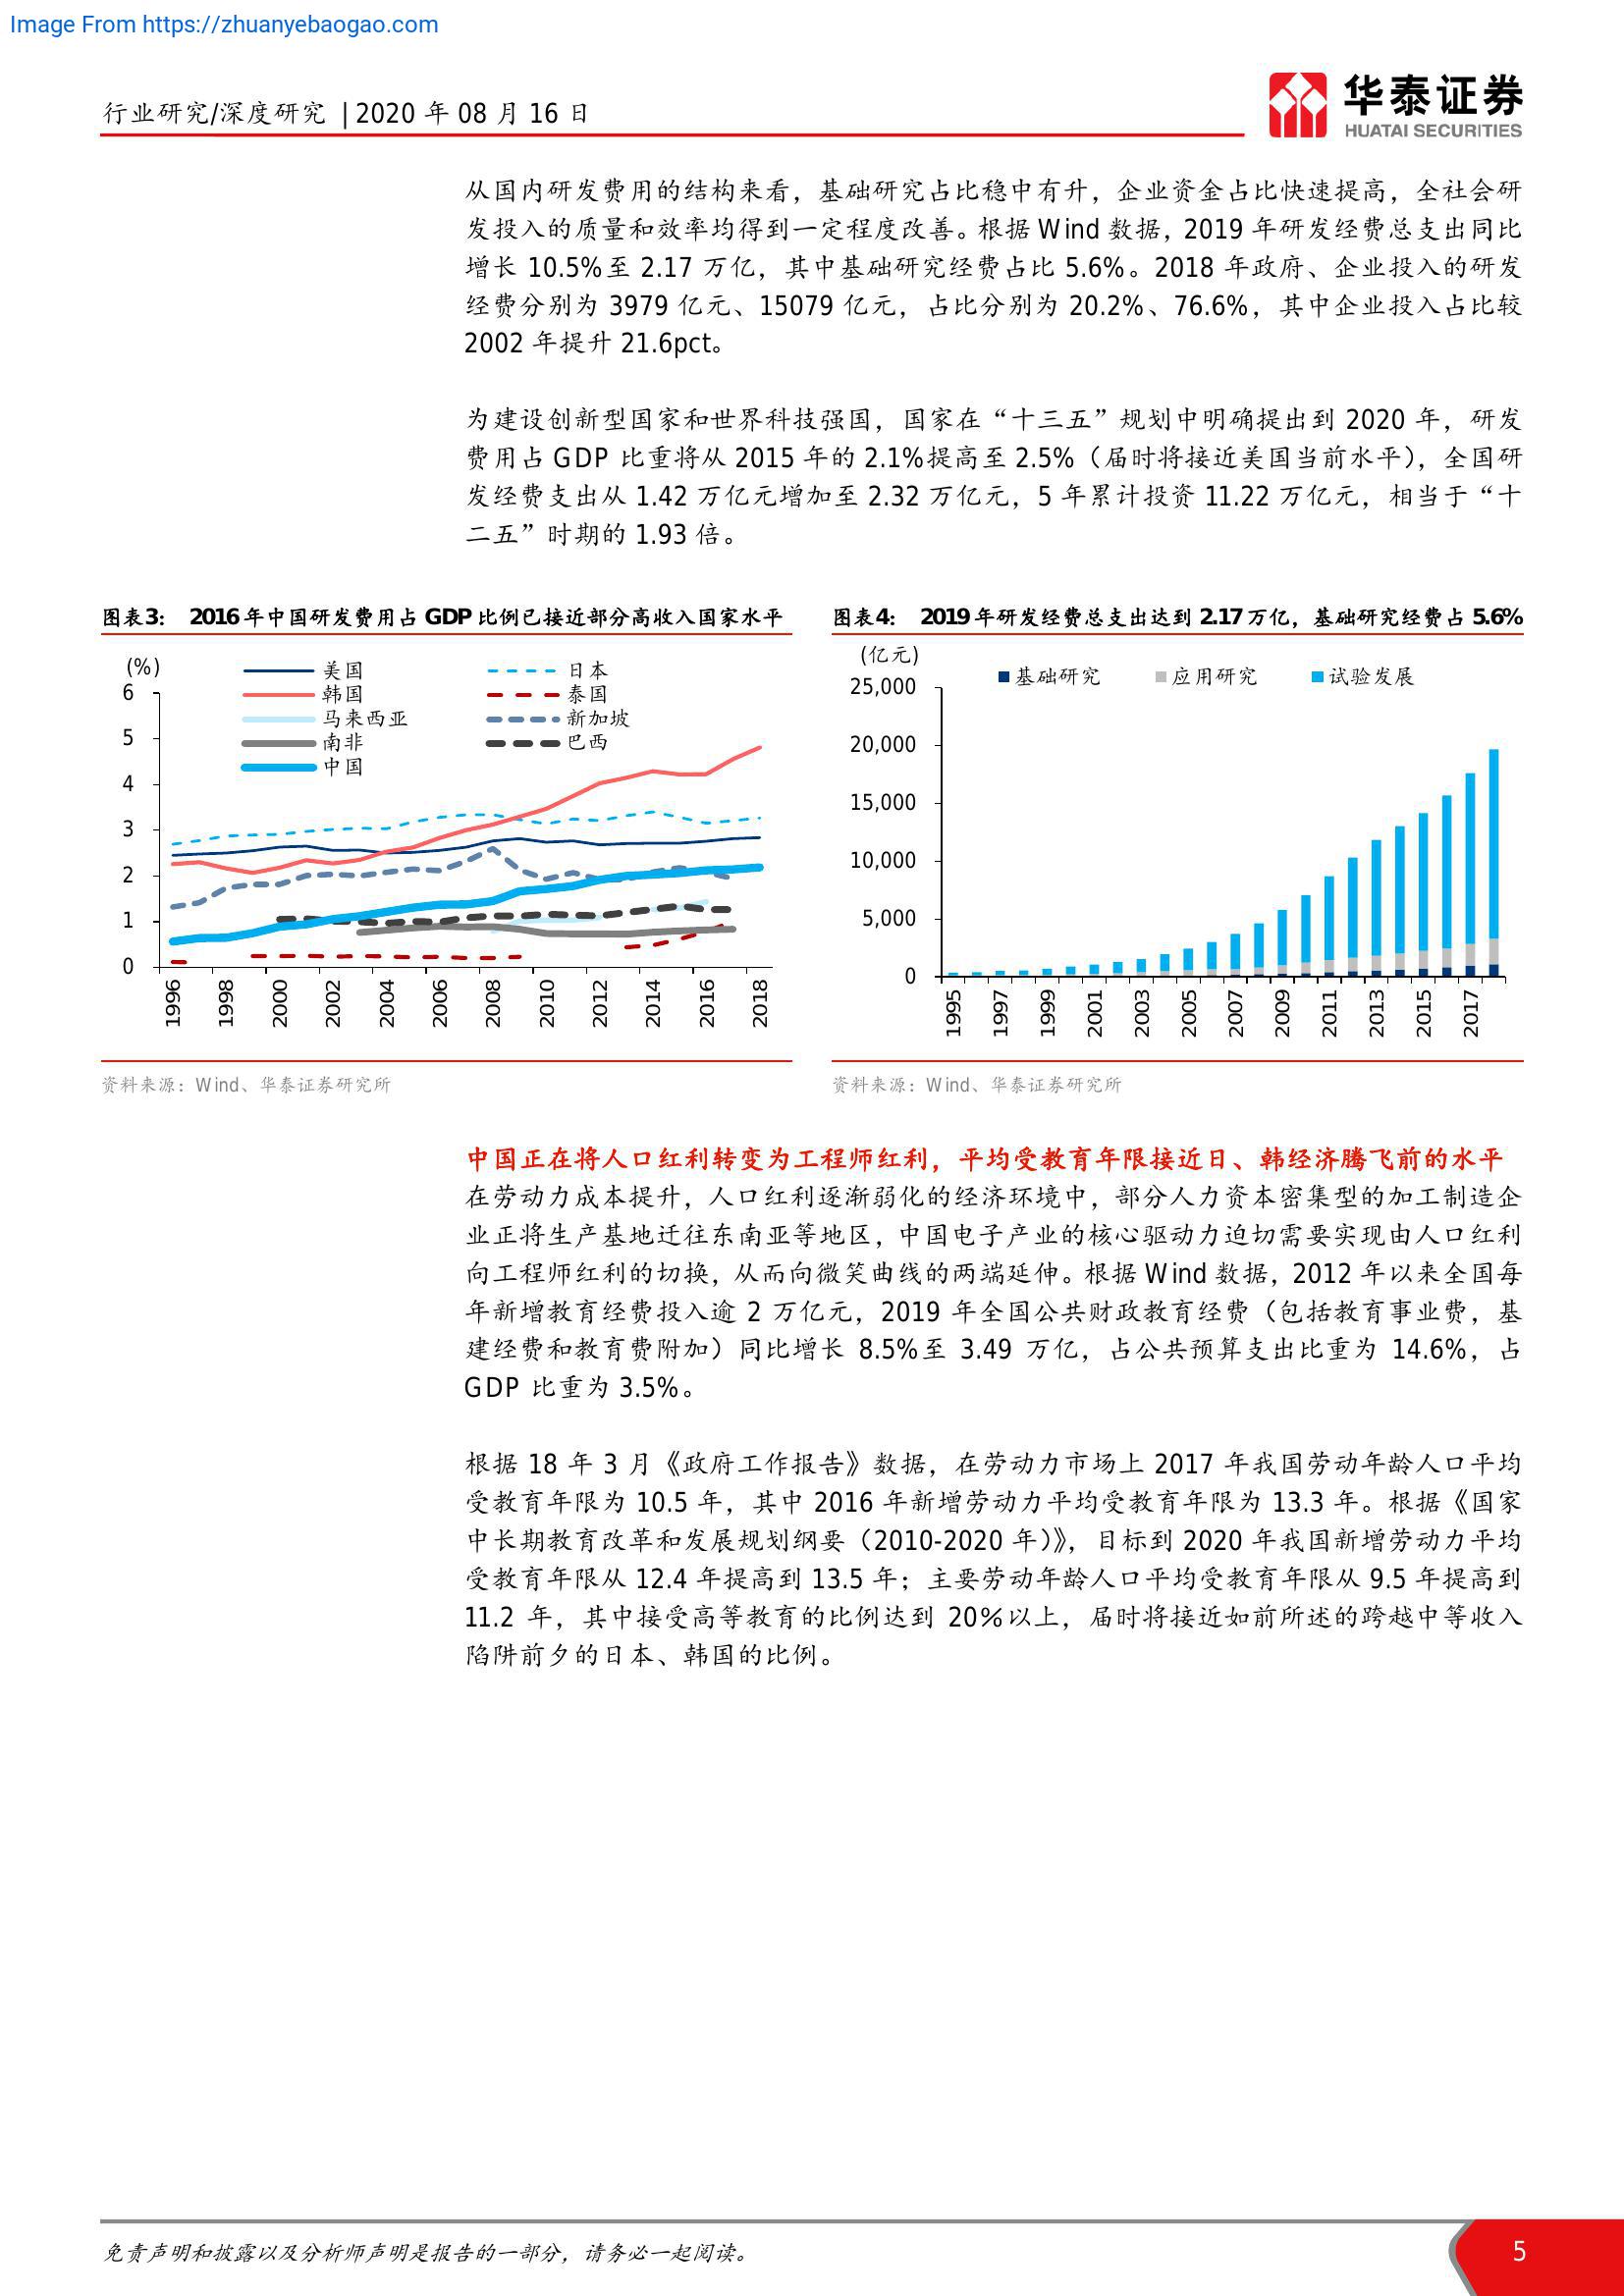 Image From https://zhuanyebaogao.com
行业研究/深度研究 | 2020 年 08 月 16 日
华泰证券
HUATAI SECURITIES
从国内研发费用的结构来看，基础研究占比稳中有升，企业资金占比快速提高，全社会研
发投入的质量和效率均得到一定程度改善。根据 Wind 数据，2019 年研发经费总支出同比
增长 10.5%至 2.17 万亿，其中基础研究经费占比 5.6%。2018 年政府、企业投入的研发
经费分别为 3979 亿元、15079 亿元，占比分别为 20.2%、76.6%，其中企业投入占比较
2002 年提升 21.6pct。
为建设创新型国家和世界科技强国，国家在“十三五”规划中明确提出到 2020 年，研发
费用占 GDP 比重将从 2015 年的 2.1%提高至 2.5%（届时将接近美国当前水平），全国研
发经费支出从 1.42 万亿元增加至 2.32 万亿元，5 年累计投资 11.22 万亿元，相当于“十
二五”时期的 1.93 倍。
图表3： 2016 年中国研发费用占 GDP 比例已接近部分高收入国家水平
(%)
美国
日本
韩国
泰国
马来西亚
新加坡
南非
巴西
中国
6
5
4
3
2
1
0
1996
1998
2000
2002
2004
2006
2008
2010
2012
2014
2016
2018
资料来源：Wind、华泰证券研究所
图表4： 2019 年研发经费总支出达到 2.17 万亿，基础研究经费占 5.6%
(亿元)
基础研究
应用研究
试验发展
25,000
20,000
15,000
10,000
5,000
0
1995
1997
1999
2001
2003
2005
2007
2009
2011
2013
2015
2017
资料来源：Wind、华泰证券研究所
中国正在将人口红利转变为工程师红利，平均受教育年限接近日、韩经济腾飞前的水平
在劳动力成本提升，人口红利逐渐弱化的经济环境中，部分人力资本密集型的加工制造企
业正将生产基地迁往东南亚等地区，中国电子产业的核心驱动力迫切需要实现由人口红利
向工程师红利的切换，从而向微笑曲线的两端延伸。根据 Wind 数据，2012 年以来全国每
年新增教育经费投入逾 2 万亿元，2019 年全国公共财政教育经费（包括教育事业费，基
建经费和教育费附加）同比增长 8.5%至 3.49 万亿，占公共预算支出比重为 14.6%，占
GDP 比重为 3.5%。
根据 18 年 3 月《政府工作报告》数据，在劳动力市场上 2017 年我国劳动年龄人口平均
受教育年限为 10.5 年，其中 2016 年新增劳动力平均受教育年限为 13.3 年。根据《国家
中长期教育改革和发展规划纲要（2010-2020 年）》，目标到 2020 年我国新增劳动力平均
受教育年限从 12.4 年提高到 13.5 年；主要劳动年龄人口平均受教育年限从 9.5 年提高到
11.2 年，其中接受高等教育的比例达到 20%以上，届时将接近如前所述的跨越中等收入
陷阱前夕的日本、韩国的比例。
免责声明和披露以及分析师声明是报告的一部分，请务必一起阅读。
5